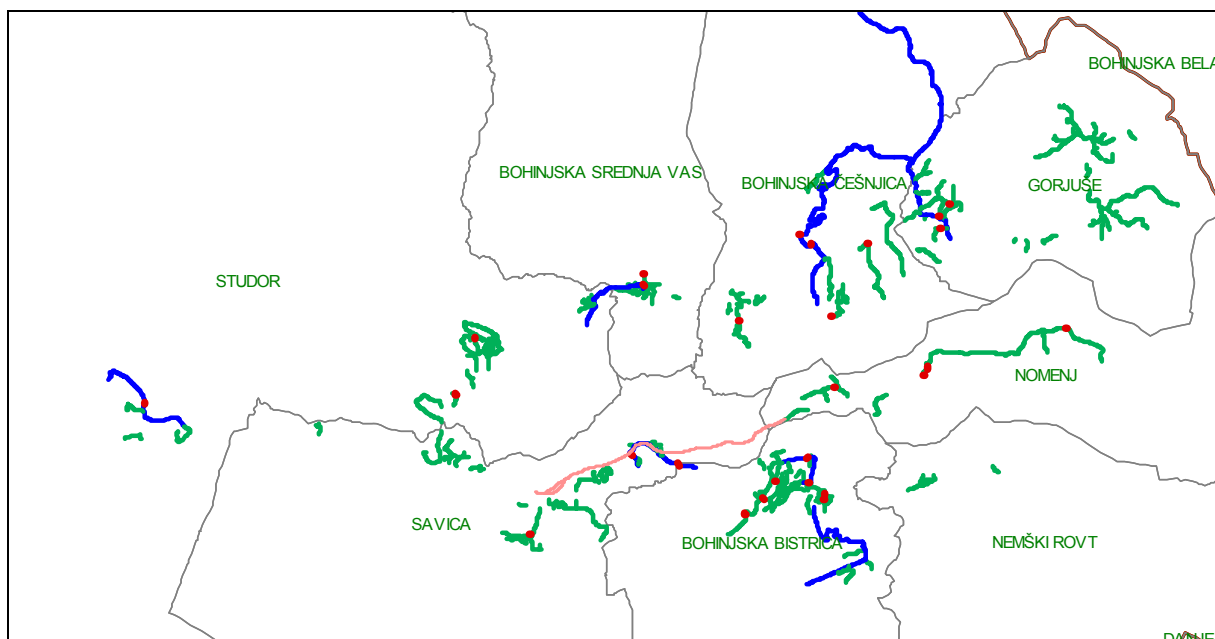 BOHINJSKA BELA
BOHINJSKA SREDNJA VAS
BOHINJSKA ČEŠNJICA
GORJUŠE
STUDOR
NOMENJ
SAVICA
BOHINJSKA BISTRICA
NEMŠKI ROVT